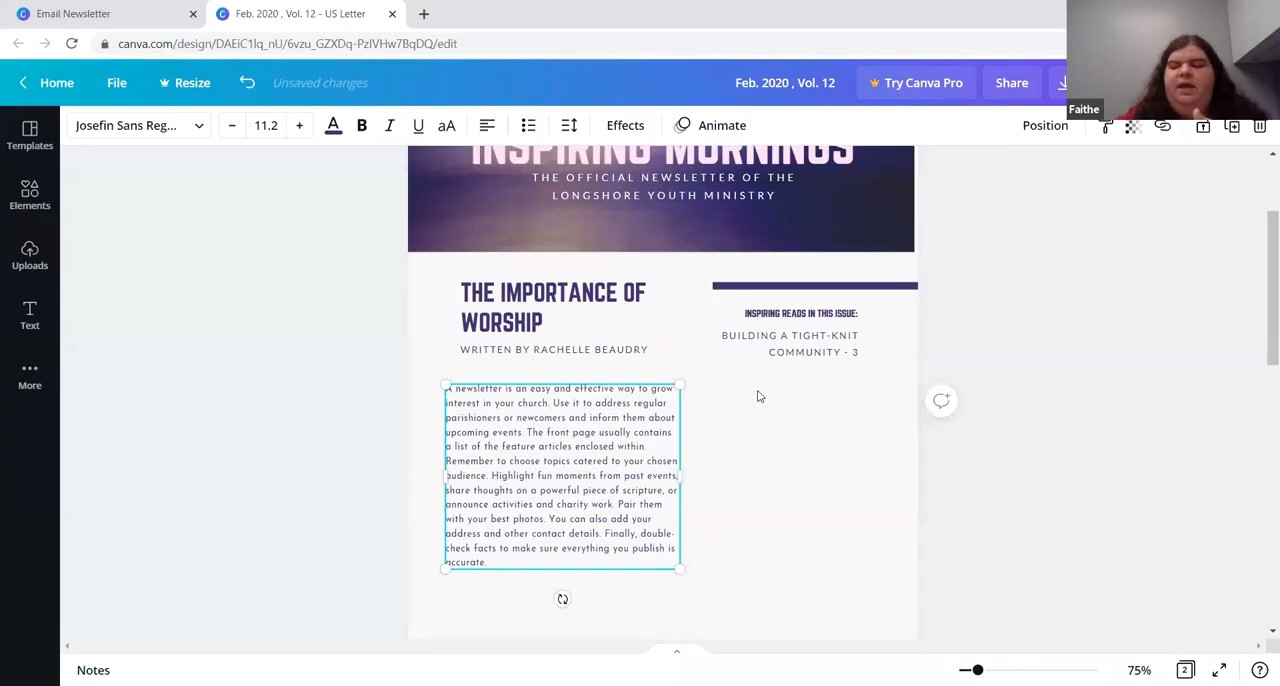 Email Newsletter
Feb. 2020 , Vol. 12 - US Letter
canva.com/design/DAEiC1lq_nU/6vzu_GZXDq-PzIVHw7BqDQ/edit
Home
File
Resize
Unsaved changes
Feb. 2020 , Vol. 12
Try Canva Pro
Share
Faithe
Josefin Sans Reg...
11.2
B
I
U
aA
Effects
Animate
Position
Templates
Elements
Uploads
Text
More
INSPIRING MORNINGS
THE OFFICIAL NEWSLETTER OF THE
LONGSHORE YOUTH MINISTRY
THE IMPORTANCE OF
WORSHIP
WRITTEN BY RACHELLE BEAUDRY
INSPIRING READS IN THIS ISSUE:
BUILDING A TIGHT-KNIT
COMMUNITY - 3
A newsletter is an easy and effective way to grow
interest in your church. Use it to address regular
parishioners or newcomers and inform them about
upcoming events. The front page usually contains
a list of the feature articles enclosed within.
Remember to choose topics catered to your chosen
audience. Highlight fun moments from past events,
share thoughts on a powerful piece of scripture, or
announce activities and charity work. Pair them
with your best photos. You can also add your
address and other contact details. Finally, double-
check facts to make sure everything you publish is
accurate.
Notes
75%
2